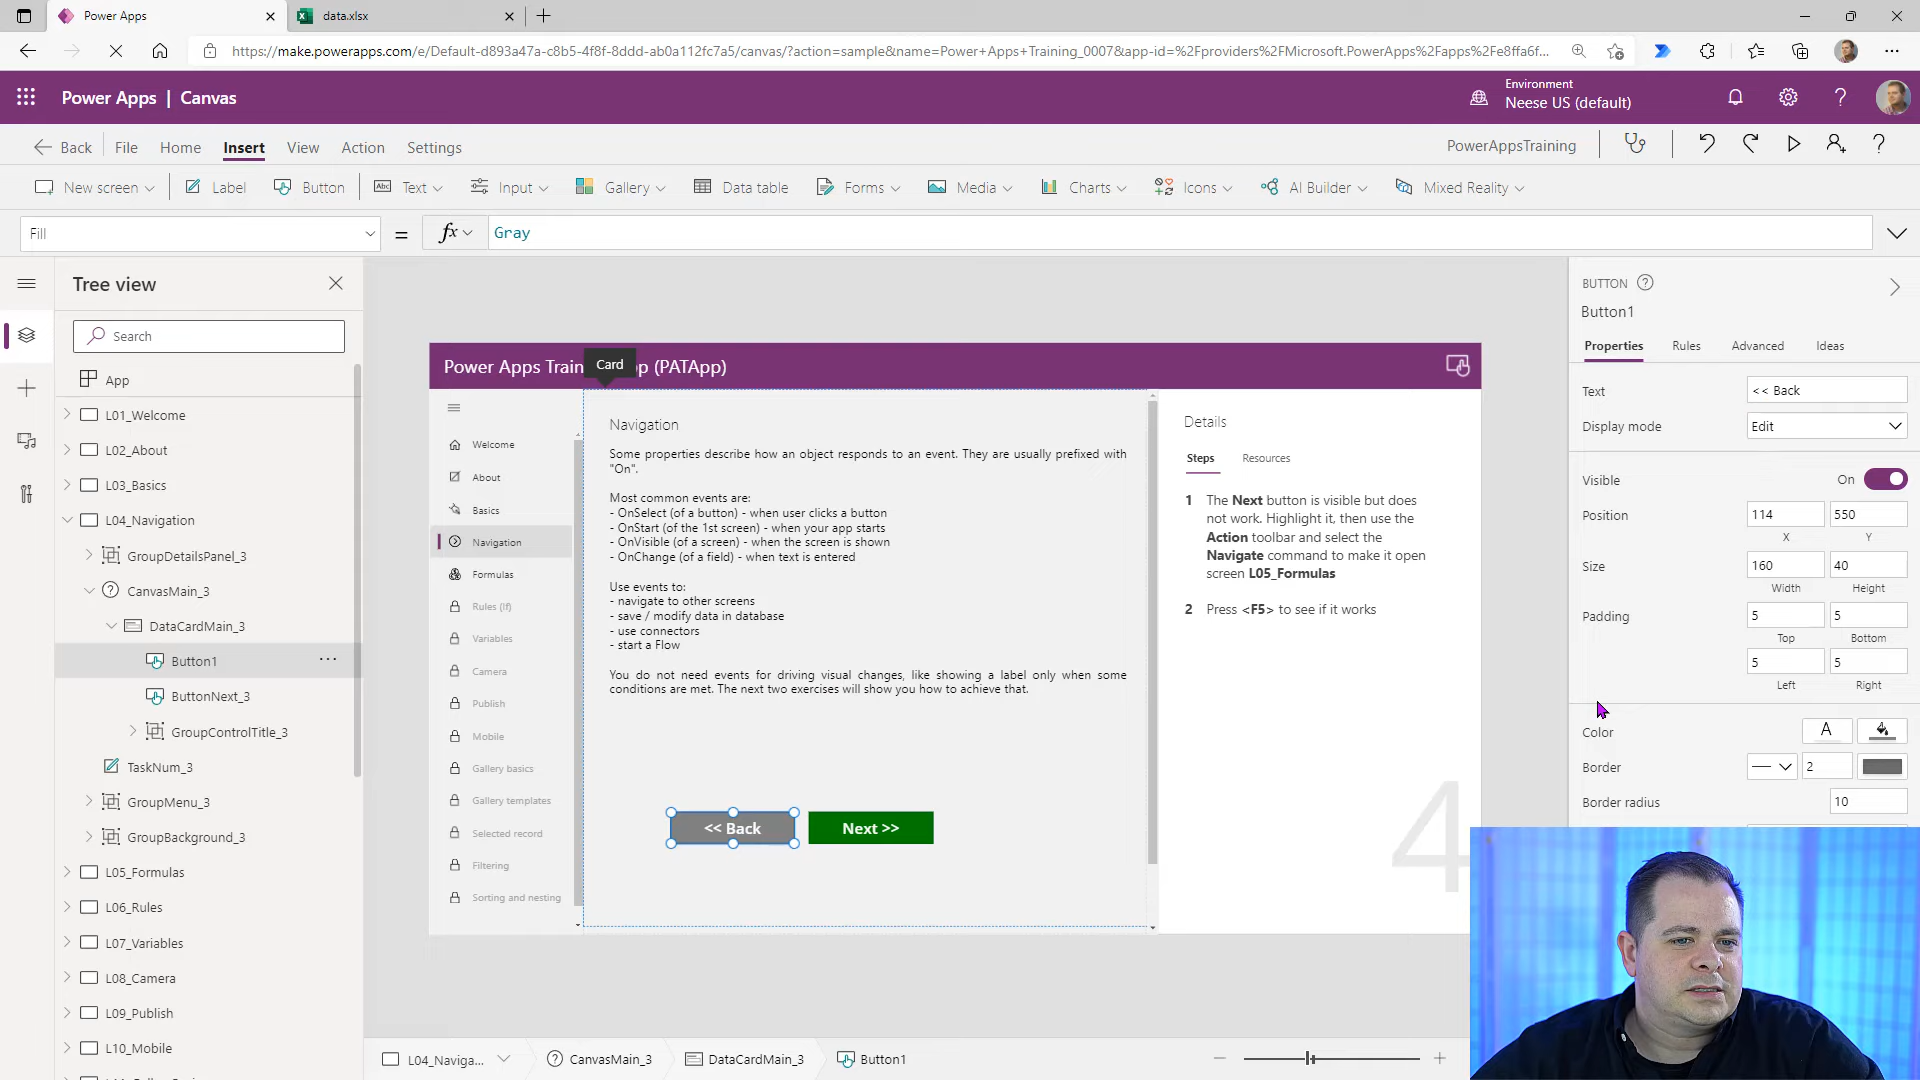 Power Apps
data.xlsx
https://make.powerapps.com/e/Default-d893a47a-c8b5-4f8f-8ddd-ab0a112fc7a5/canvas/?action=sample&name=Power+Apps+Training_0007&app-id=%2Fproviders%2FMicrosoft.PowerApps%2Fapps%2Fe8ffa6f...
Power Apps | Canvas
Environment
Neese US (default)
Back File Home Insert View Action Settings
PowerAppsTraining
New screen Label Button Text Input Gallery Data table Forms Media Charts Icons AI Builder Mixed Reality
Fill = fx Gray
Tree view
Search
App
L01_Welcome
L02_About
L03_Basics
L04_Navigation
GroupDetailsPanel_3
CanvasMain_3
DataCardMain_3
Button1
ButtonNext_3
GroupControlTitle_3
TaskNum_3
GroupMenu_3
GroupBackground_3
L05_Formulas
L06_Rules
L07_Variables
L08_Camera
L09_Publish
L10_Mobile
Power Apps Train
Card
p (PATApp)
Welcome
About
Basics
Navigation
Formulas
Rules (If)
Variables
Camera
Publish
Mobile
Gallery basics
Gallery templates
Selected record
Filtering
Sorting and nesting
Navigation
Some properties describe how an object responds to an event. They are usually prefixed with
"On".
Most common events are:
- OnSelect (of a button) - when user clicks a button
- OnStart (of the 1st screen) - when your app starts
- OnVisible (of a screen) - when the screen is shown
- OnChange (of a field) - when text is entered
Use events to:
- navigate to other screens
- save / modify data in database
- use connectors
- start a Flow
You do not need events for driving visual changes, like showing a label only when some
conditions are met. The next two exercises will show you how to achieve that.
<< Back
Next >>
Details
Steps Resources
1 The Next button is visible but does
not work. Highlight it, then use the
Action toolbar and select the
Navigate command to make it open
screen L05_Formulas
2 Press <F5> to see if it works
4
BUTTON
Button1
Properties Rules Advanced Ideas
Text << Back
Display mode Edit
Visible On
Position 114 550
X Y
Size 160 40
Width Height
Padding 5 5
Top Bottom
5 5
Left Right
Color A
Border 2
Border radius 10
L04_Naviga... CanvasMain_3 DataCardMain_3 Button1